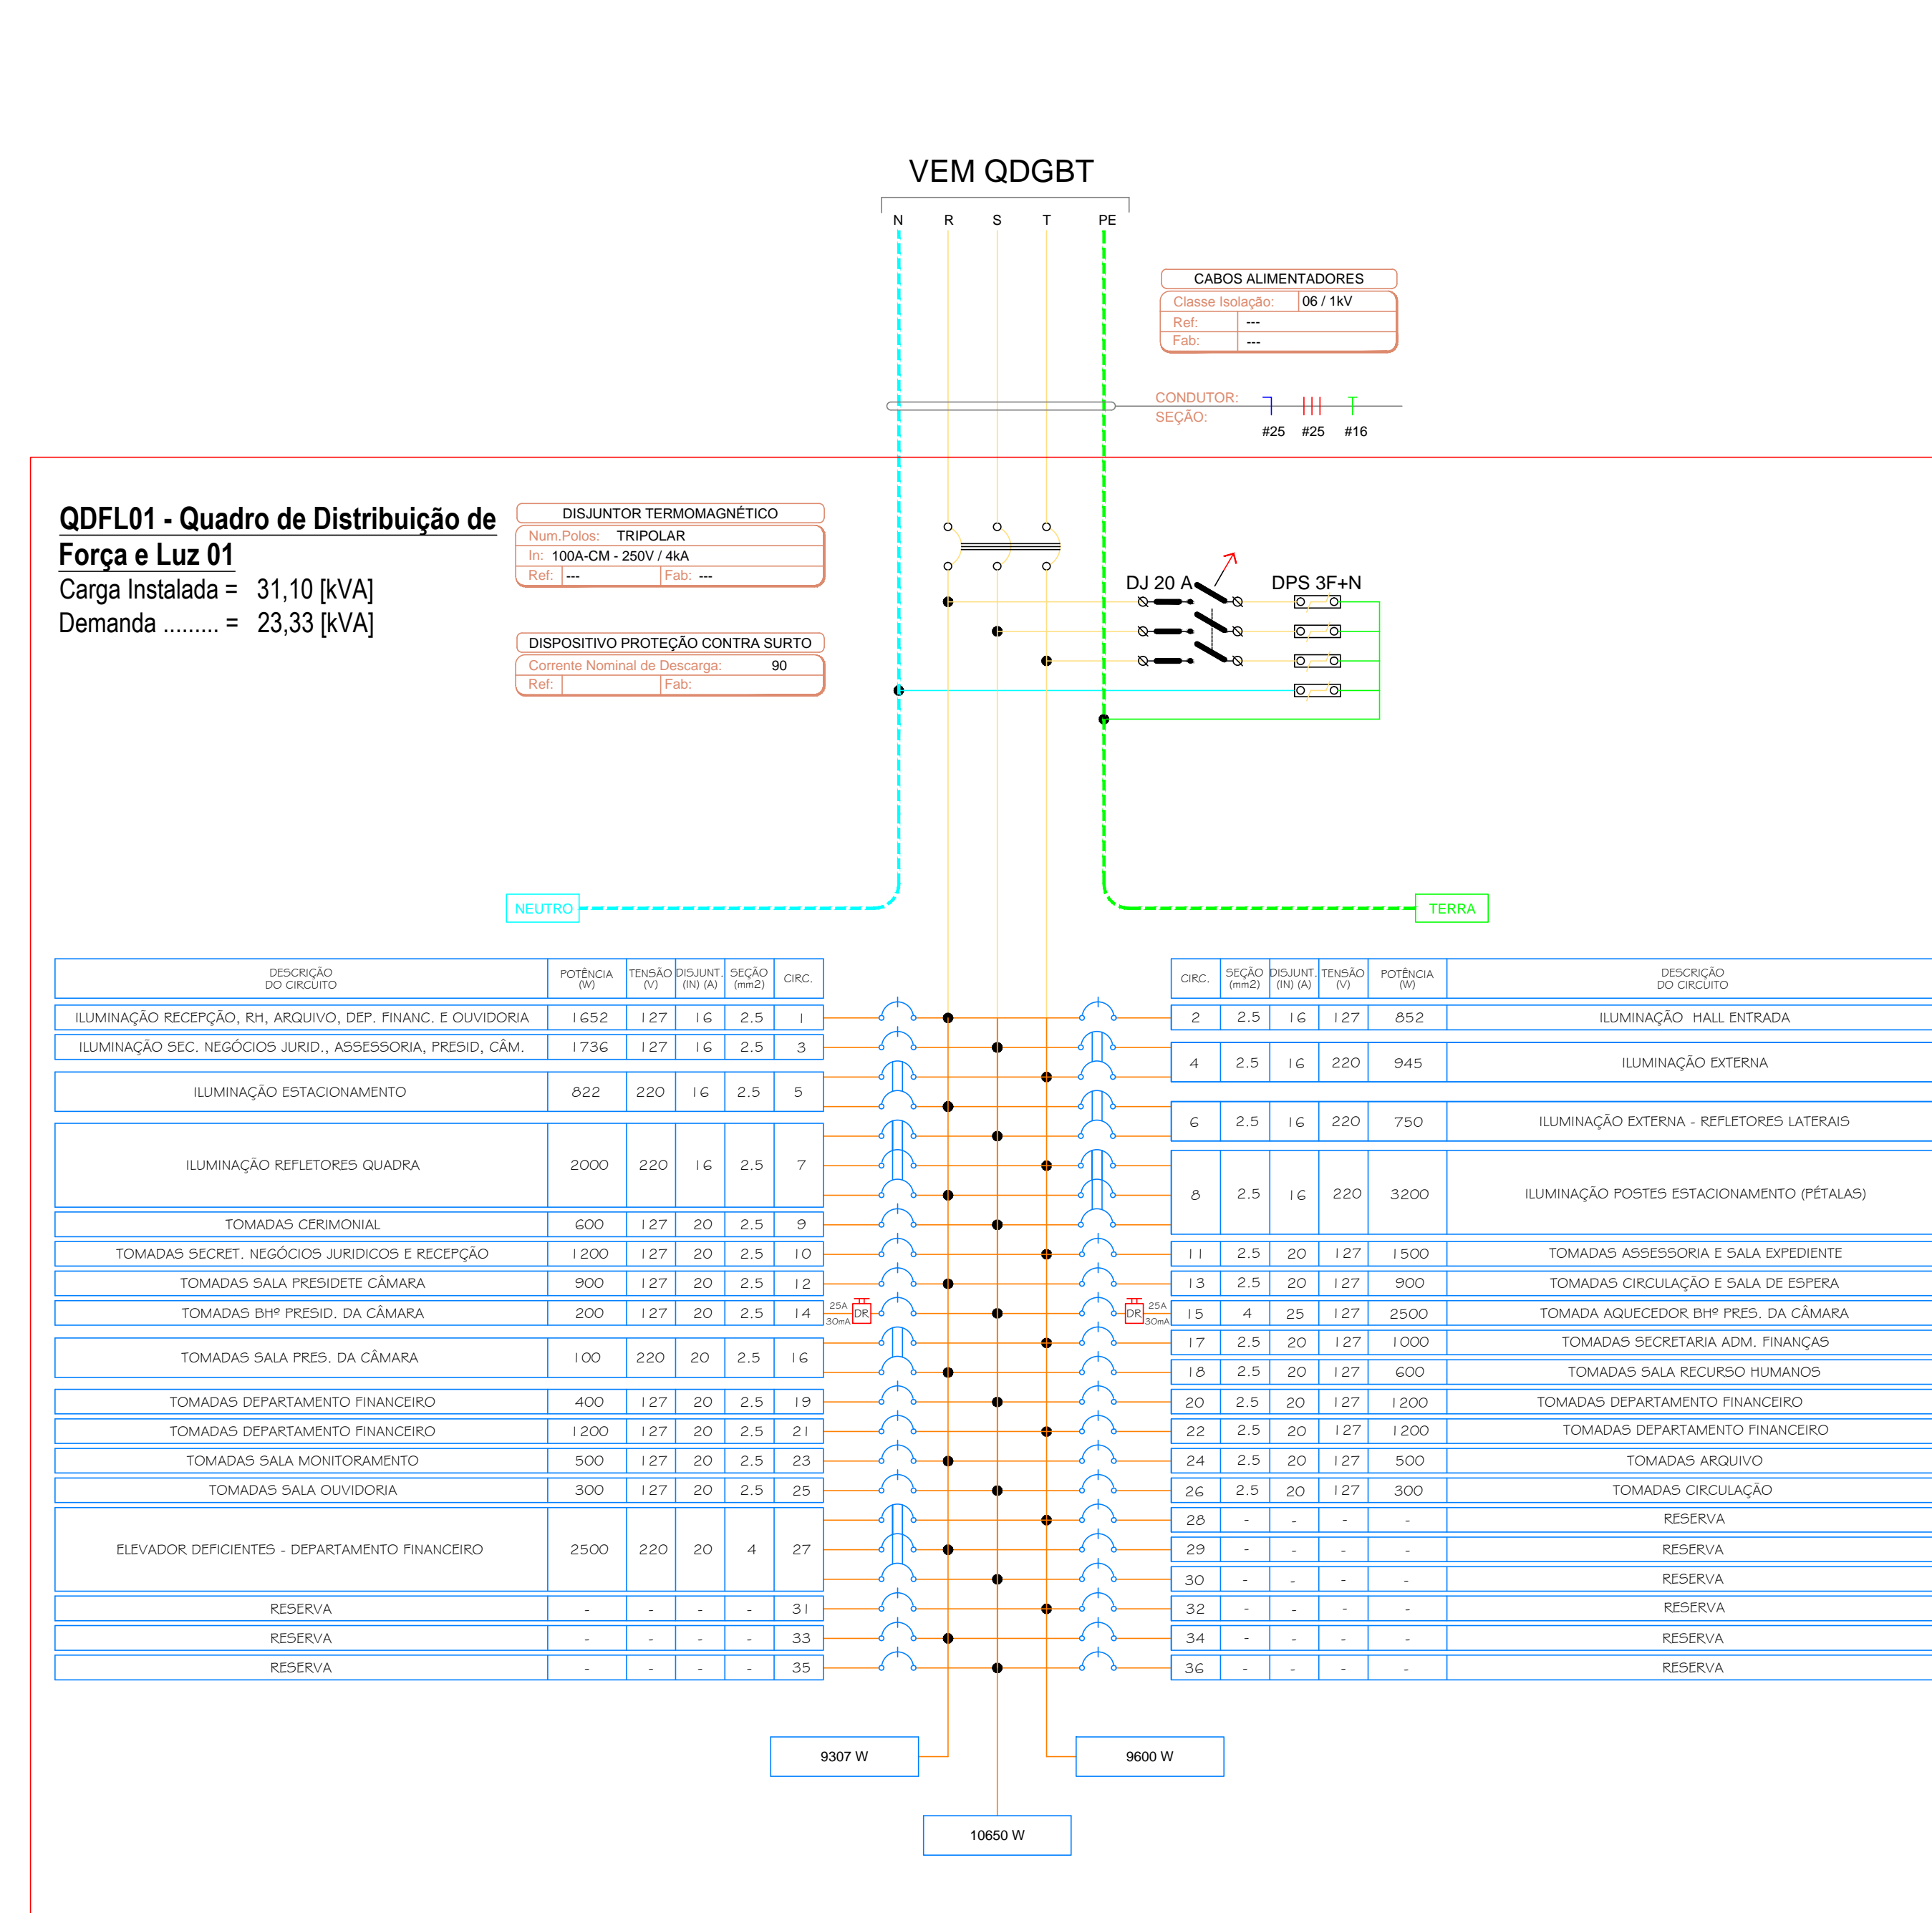 VEM QDGBT
N R S T PE
CABOS ALIMENTADORES
Classe Isolação: 06 / 1kV
Ref: ---
Fab: ---
CONDUTOR:
SEÇÃO:
#25 #25 #16
QDFL01 - Quadro de Distribuição de
Força e Luz 01
Carga Instalada = 31,10 [kVA]
Demanda ......... = 23,33 [kVA]
DISJUNTOR TERMOMAGNÉTICO
Num.Polos: TRIPOLAR
In: 100A-CM - 250V / 4kA
Ref: --- Fab: ---
DISPOSITIVO PROTEÇÃO CONTRA SURTO
Corrente Nominal de Descarga: 90
Ref: Fab:
DJ 20 A DPS 3F+N
NEUTRO
TERRA
DESCRIÇÃO
DO CIRCUITO
POTÊNCIA
(W)
TENSÃO
(V)
DISJUNT.
(IN) (A)
SEÇÃO
(mm2)
CIRC.
ILUMINAÇÃO RECEPÇÃO, RH, ARQUIVO, DEP. FINANC. E OUVIDORIA 1652 127 16 2.5 1
ILUMINAÇÃO SEC. NEGÓCIOS JURID., ASSESSORIA, PRESID, CÂM. 1736 127 16 2.5 3
ILUMINAÇÃO ESTACIONAMENTO 822 220 16 2.5 5
ILUMINAÇÃO REFLETORES QUADRA 2000 220 16 2.5 7
TOMADAS CERIMONIAL 600 127 20 2.5 9
TOMADAS SECRET. NEGÓCIOS JURIDICOS E RECEPÇÃO 1200 127 20 2.5 10
TOMADAS SALA PRESIDETE CÂMARA 900 127 20 2.5 12
TOMADAS BHº PRESID. DA CÂMARA 200 127 20 2.5 14
25A
DR
30mA
TOMADAS SALA PRES. DA CÂMARA 100 220 20 2.5 16
TOMADAS DEPARTAMENTO FINANCEIRO 400 127 20 2.5 19
TOMADAS DEPARTAMENTO FINANCEIRO 1200 127 20 2.5 21
TOMADAS SALA MONITORAMENTO 500 127 20 2.5 23
TOMADAS SALA OUVIDORIA 300 127 20 2.5 25
ELEVADOR DEFICIENTES - DEPARTAMENTO FINANCEIRO 2500 220 20 4 27
RESERVA - - - - 31
RESERVA - - - - 33
RESERVA - - - - 35
CIRC.
SEÇÃO
(mm2)
DISJUNT.
(IN) (A)
TENSÃO
(V)
POTÊNCIA
(W)
DESCRIÇÃO
DO CIRCUITO
2 2.5 16 127 852 ILUMINAÇÃO HALL ENTRADA
4 2.5 16 220 945 ILUMINAÇÃO EXTERNA
6 2.5 16 220 750 ILUMINAÇÃO EXTERNA - REFLETORES LATERAIS
8 2.5 16 220 3200 ILUMINAÇÃO POSTES ESTACIONAMENTO (PÉTALAS)
11 2.5 20 127 1500 TOMADAS ASSESSORIA E SALA EXPEDIENTE
13 2.5 20 127 900 TOMADAS CIRCULAÇÃO E SALA DE ESPERA
25A
DR
30mA
15 4 25 127 2500 TOMADA AQUECEDOR BHº PRES. DA CÂMARA
17 2.5 20 127 1000 TOMADAS SECRETARIA ADM. FINANÇAS
18 2.5 20 127 600 TOMADAS SALA RECURSO HUMANOS
20 2.5 20 127 1200 TOMADAS DEPARTAMENTO FINANCEIRO
22 2.5 20 127 1200 TOMADAS DEPARTAMENTO FINANCEIRO
24 2.5 20 127 500 TOMADAS ARQUIVO
26 2.5 20 127 300 TOMADAS CIRCULAÇÃO
28 - - - - RESERVA
29 - - - - RESERVA
30 - - - - RESERVA
32 - - - - RESERVA
34 - - - - RESERVA
36 - - - - RESERVA
9307 W
9600 W
10650 W